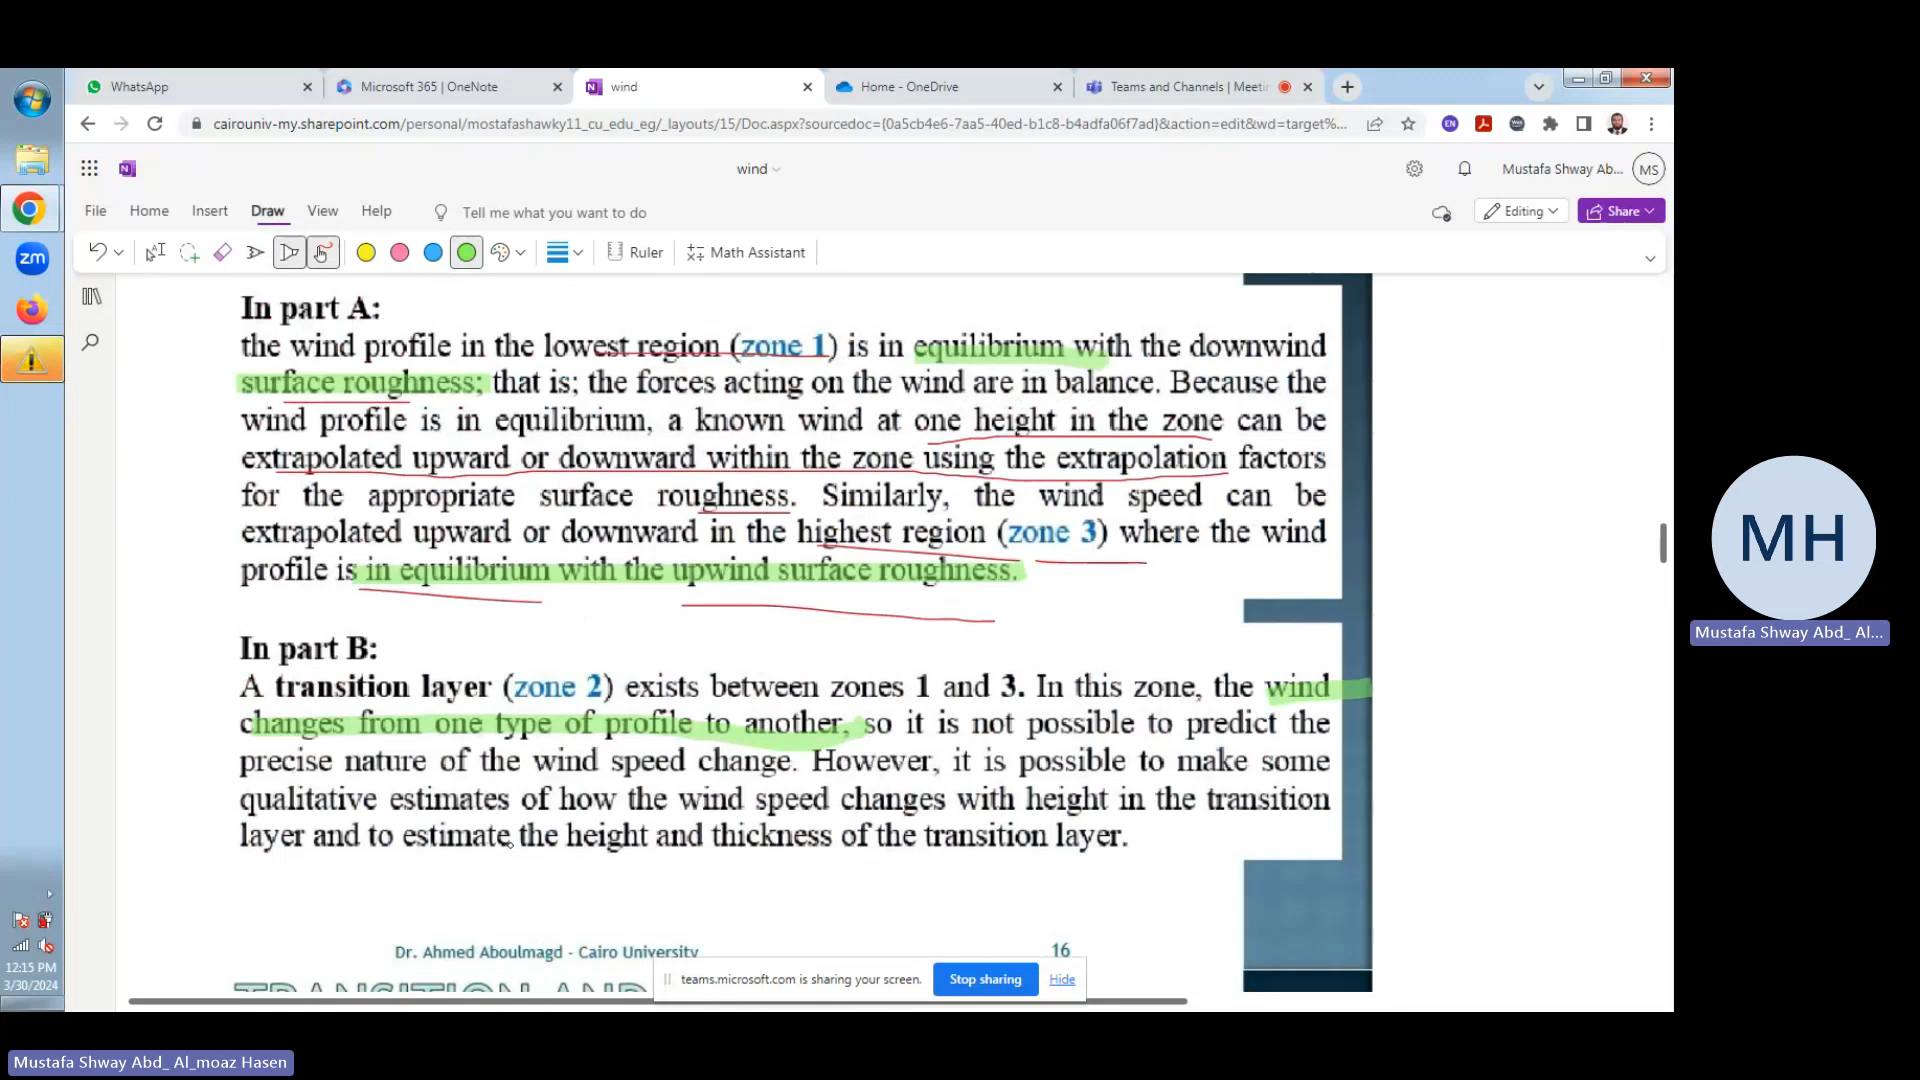 WhatsApp
Microsoft 365 | OneNote
wind
Home - OneDrive
Teams and Channels | Meetin
cairouniv-my.sharepoint.com/personal/mostafashawky11_cu_edu_eg/_layouts/15/Doc.aspx?sourcedoc={0a5cb4e6-7aa5-40ed-b1c8-b4adfa06f7ad}&action=edit&wd=target%...
EN
wind
Mustafa Shway Ab...
MS
File Home Insert Draw View Help
Tell me what you want to do
Editing
Share
Ruler
Math Assistant
In part A:
the wind profile in the lowest region (zone 1) is in equilibrium with the downwind
surface roughness; that is; the forces acting on the wind are in balance. Because the
wind profile is in equilibrium, a known wind at one height in the zone can be
extrapolated upward or downward within the zone using the extrapolation factors
for the appropriate surface roughness. Similarly, the wind speed can be
extrapolated upward or downward in the highest region (zone 3) where the wind
profile is in equilibrium with the upwind surface roughness.
In part B:
A transition layer (zone 2) exists between zones 1 and 3. In this zone, the wind
changes from one type of profile to another, so it is not possible to predict the
precise nature of the wind speed change. However, it is possible to make some
qualitative estimates of how the wind speed changes with height in the transition
layer and to estimate the height and thickness of the transition layer.
Dr. Ahmed Aboulmagd - Cairo University
16
TRANSITION AND
teams.microsoft.com is sharing your screen.
Stop sharing
Hide
zm
12:15 PM
3/30/2024
MH
Mustafa Shway Abd_ Al...
Mustafa Shway Abd_ Al_moaz Hasen